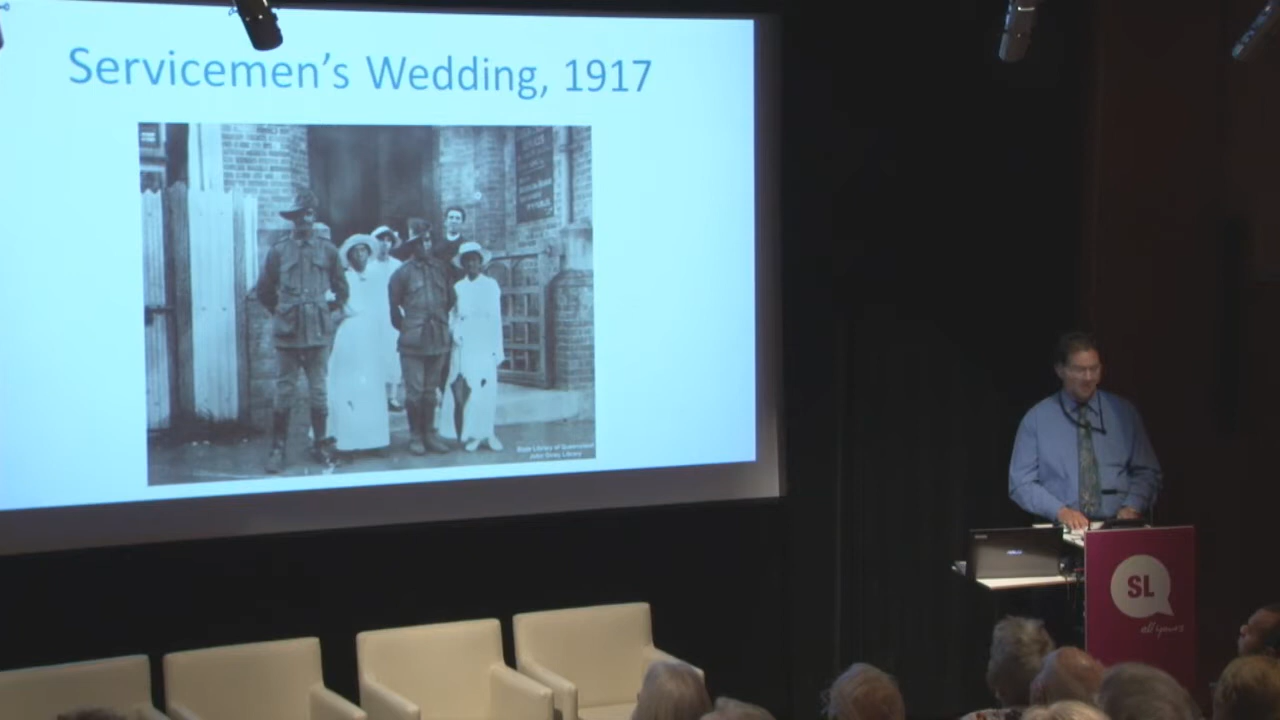 Servicemen's Wedding, 1917
State Library of Queensland
John Oxley Library
SL
all yours